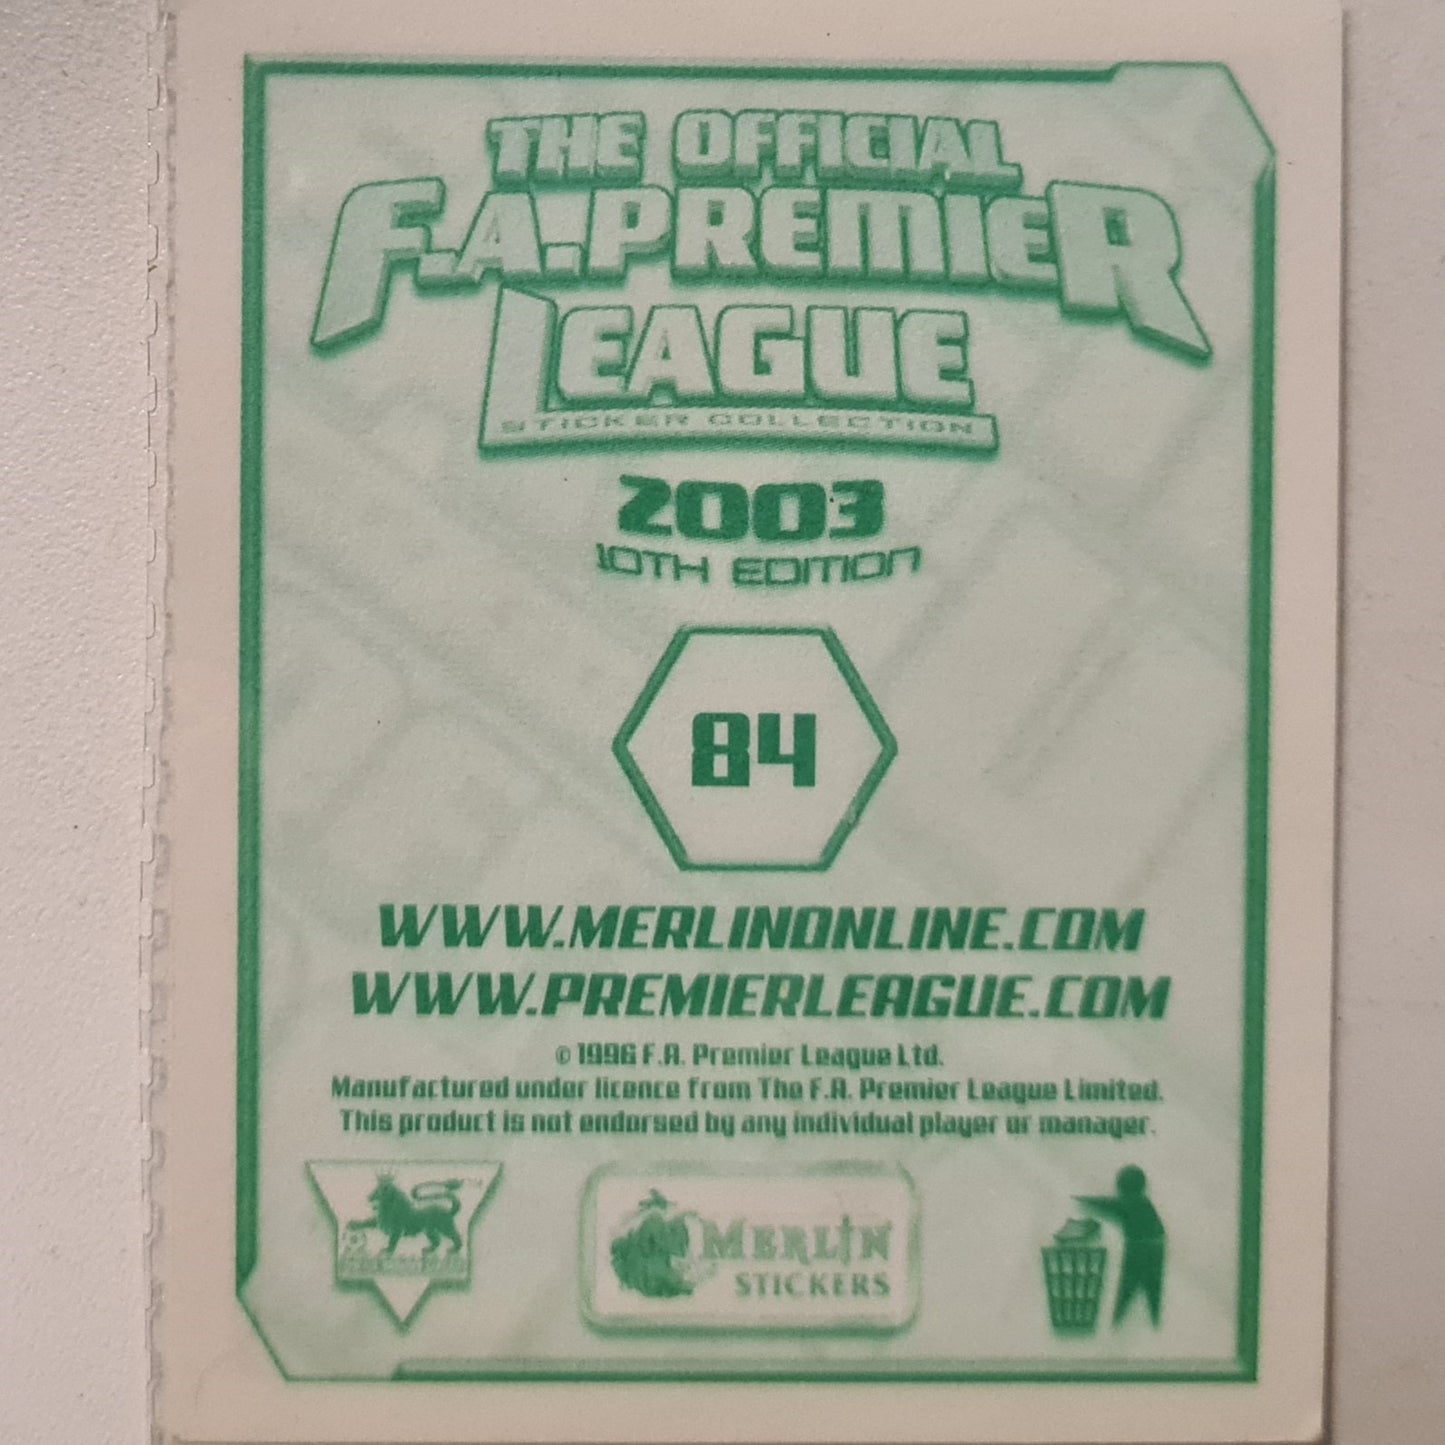 THE OFFICIAL
F.A. PREMIER
LEAGUE
STICKER COLLECTION
2003
10TH EDITION
84
WWW.MERLINONLINE.COM
WWW.PREMIERLEAGUE.COM
© 1996 F.A. Premier League Ltd.
Manufactured under licence from The F.A. Premier League Limited.
This product is not endorsed by any individual player or manager.
TM
MERLIN
STICKERS